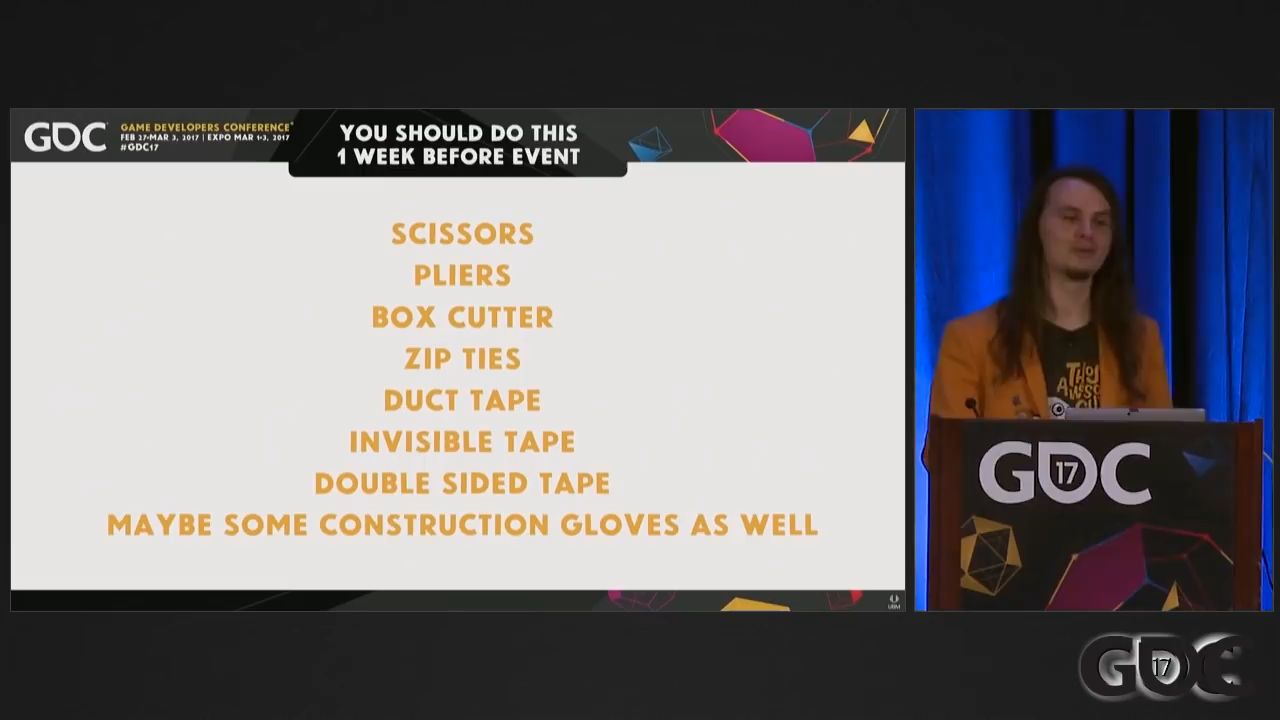 GDC
GAME DEVELOPERS CONFERENCE
FEB 27-MAR 3, 2017 | EXPO MAR 1-3, 2017
#GDC17
YOU SHOULD DO THIS
1 WEEK BEFORE EVENT
SCISSORS
PLIERS
BOX CUTTER
ZIP TIES
DUCT TAPE
INVISIBLE TAPE
DOUBLE SIDED TAPE
MAYBE SOME CONSTRUCTION GLOVES AS WELL
UBM
GDC
17
GDC
17